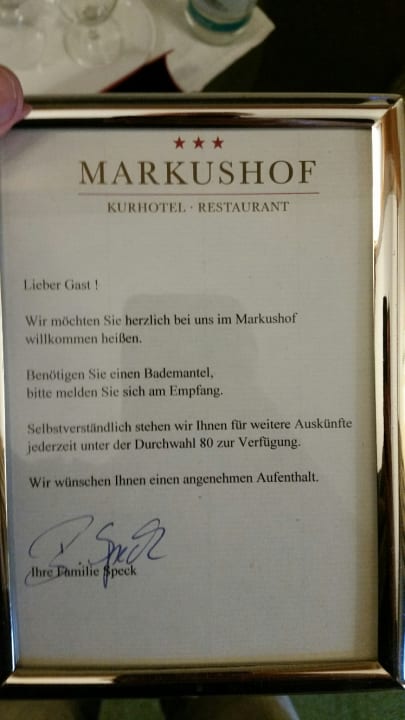 MARKUSHOF
KURHOTEL · RESTAURANT
Lieber Gast !
Wir möchten Sie herzlich bei uns im Markushof
willkommen heißen.
Benötigen Sie einen Bademantel,
bitte melden Sie sich am Empfang.
Selbstverständlich stehen wir Ihnen für weitere Auskünfte
jederzeit unter der Durchwahl 80 zur Verfügung.
Wir wünschen Ihnen einen angenehmen Aufenthalt.
B. Speck
Ihre Familie Speck